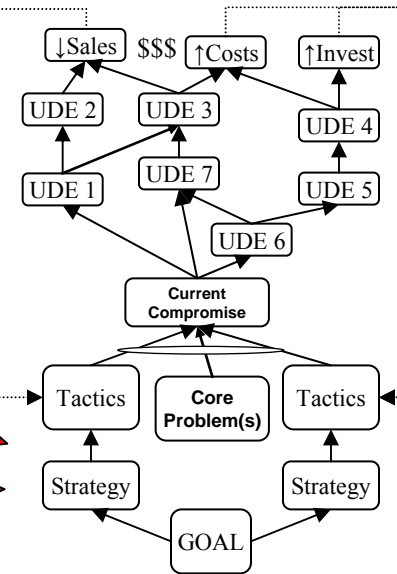 ↓Sales $$$ ↑Costs ↑Invest
UDE 2 UDE 3 UDE 4
UDE 1 UDE 7 UDE 5
UDE 6
Current
Compromise
Tactics Core Tactics
Problem(s)
Strategy Strategy
GOAL